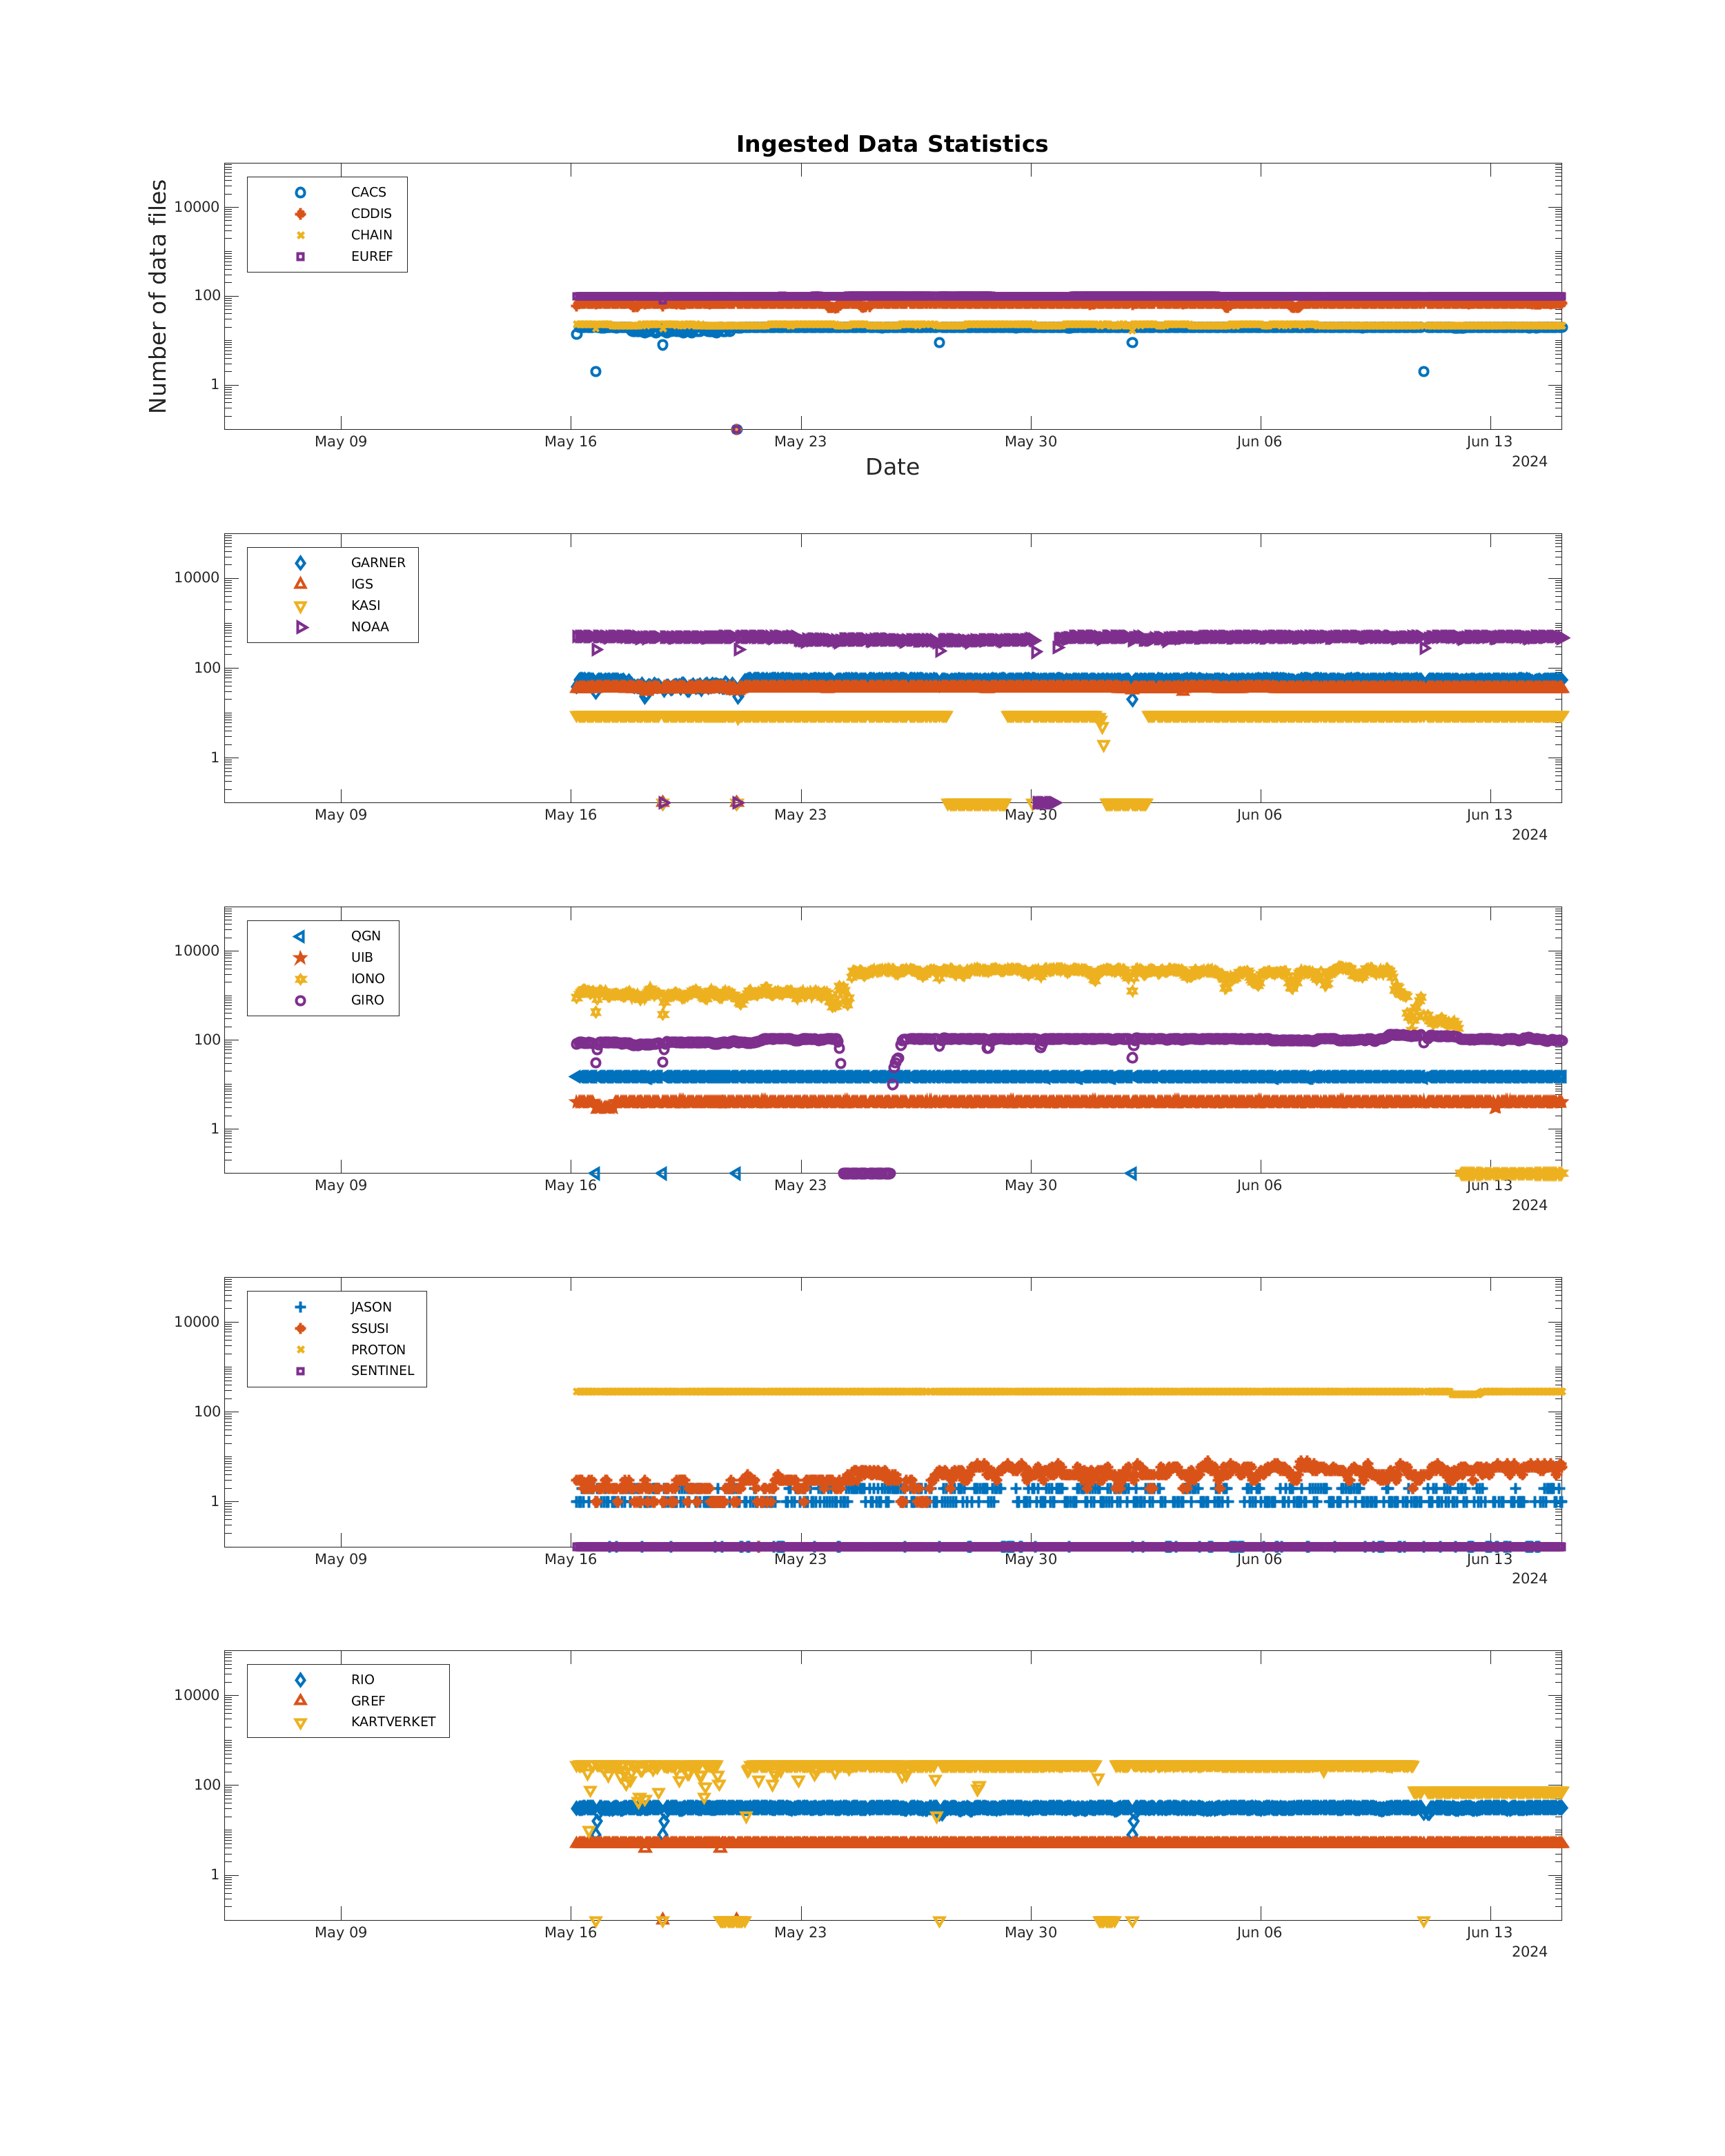 Ingested Data Statistics
Number of data files
10000
100
1
CACS
CDDIS
CHAIN
EUREF
May 09 May 16 May 23 May 30 Jun 06 Jun 13
2024
Date
10000
100
1
GARNER
IGS
KASI
NOAA
May 09 May 16 May 23 May 30 Jun 06 Jun 13
2024
10000
100
1
QGN
UIB
IONO
GIRO
May 09 May 16 May 23 May 30 Jun 06 Jun 13
2024
10000
100
1
JASON
SSUSI
PROTON
SENTINEL
May 09 May 16 May 23 May 30 Jun 06 Jun 13
2024
10000
100
1
RIO
GREF
KARTVERKET
May 09 May 16 May 23 May 30 Jun 06 Jun 13
2024